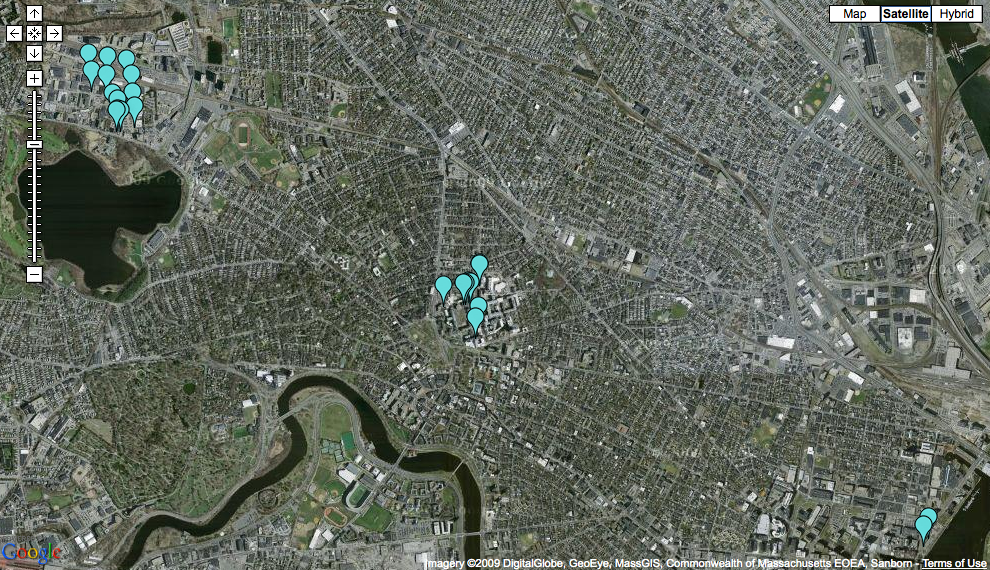 Map Satellite Hybrid
Google
Imagery ©2009 DigitalGlobe, GeoEye, MassGIS, Commonwealth of Massachusetts EOEA, Sanborn - Terms of Use